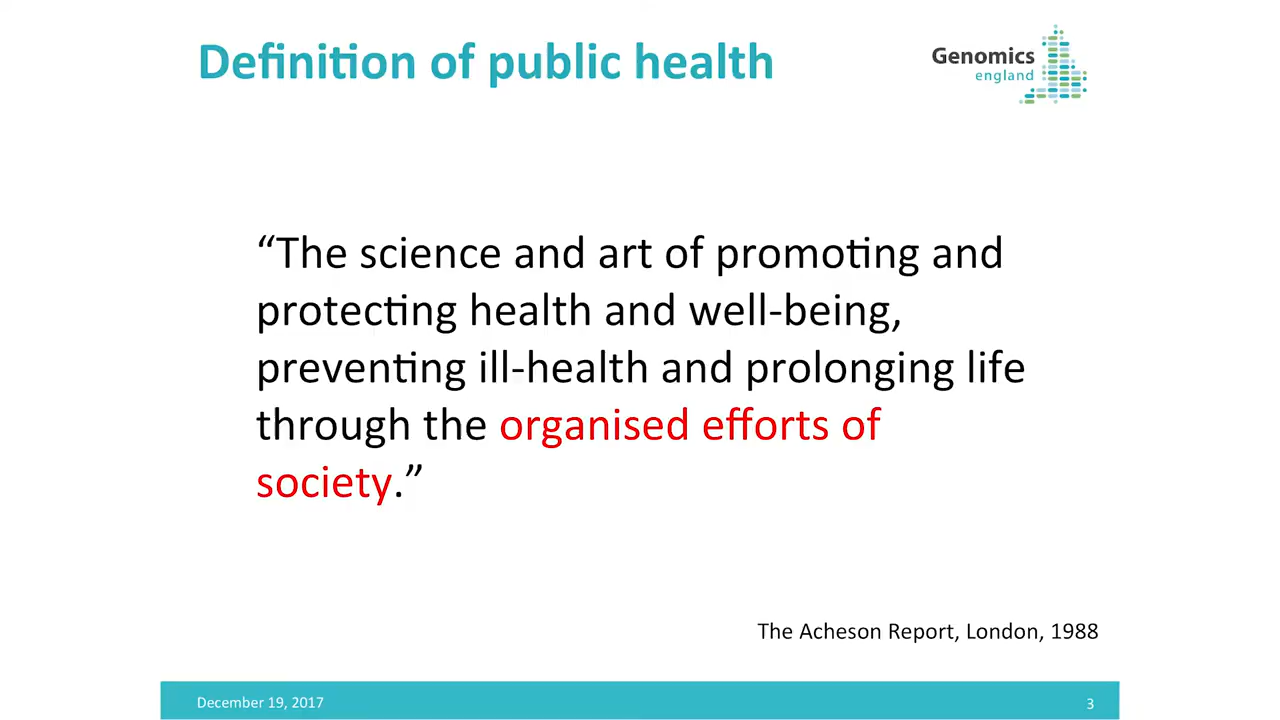 Definition of public health
Genomics
england
“The science and art of promoting and
protecting health and well-being,
preventing ill-health and prolonging life
through the organised efforts of
society.”
The Acheson Report, London, 1988
December 19, 2017
3